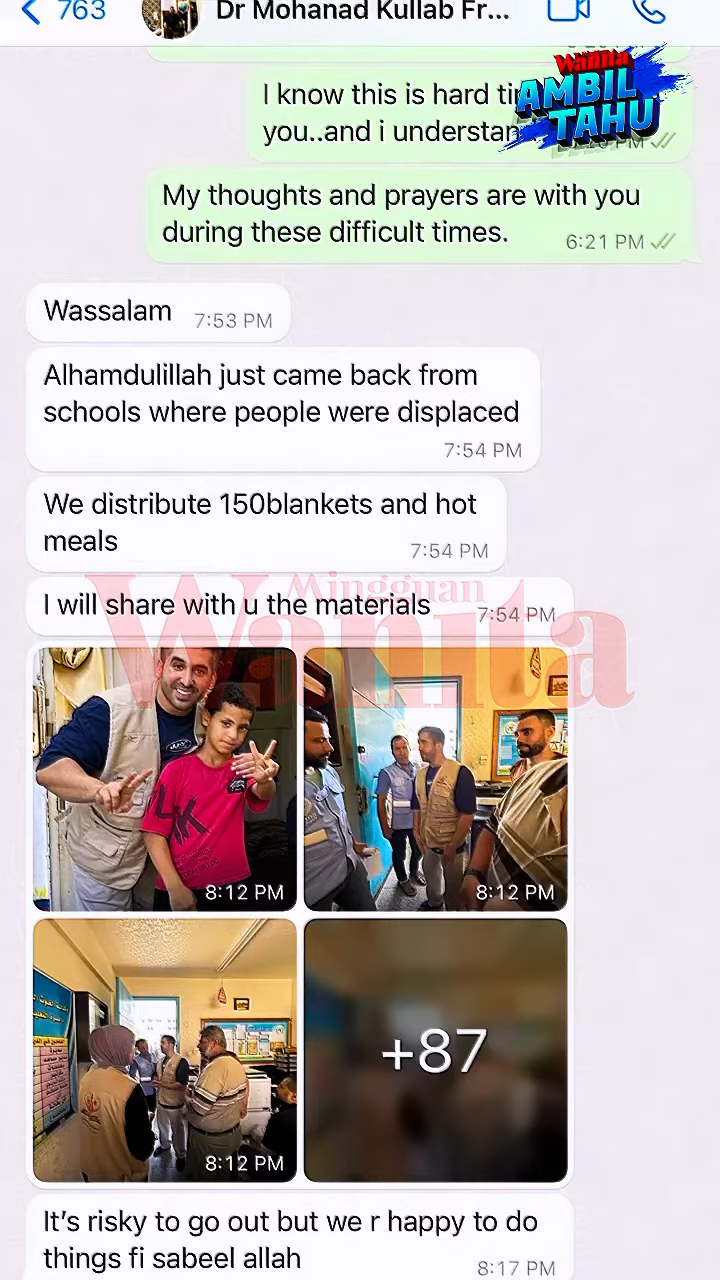 763
Dr Mohanad Kullab Fr...
Wanita
AMBIL
TAHU
I know this is hard
you..and i
PM
My thoughts and prayers are with you
during these difficult times.
6:21 PM
Wassalam
7:53 PM
Alhamdulillah just came back from
schools where people were displaced
7:54 PM
We distribute 150blankets and hot
meals
7:54 PM
Mingguan
Wanita
I will share with u the materials
7:54 PM
8:12 PM
8:12 PM
8:12 PM
+87
It's risky to go out but we r happy to do
things fi sabeel allah
8:17 PM